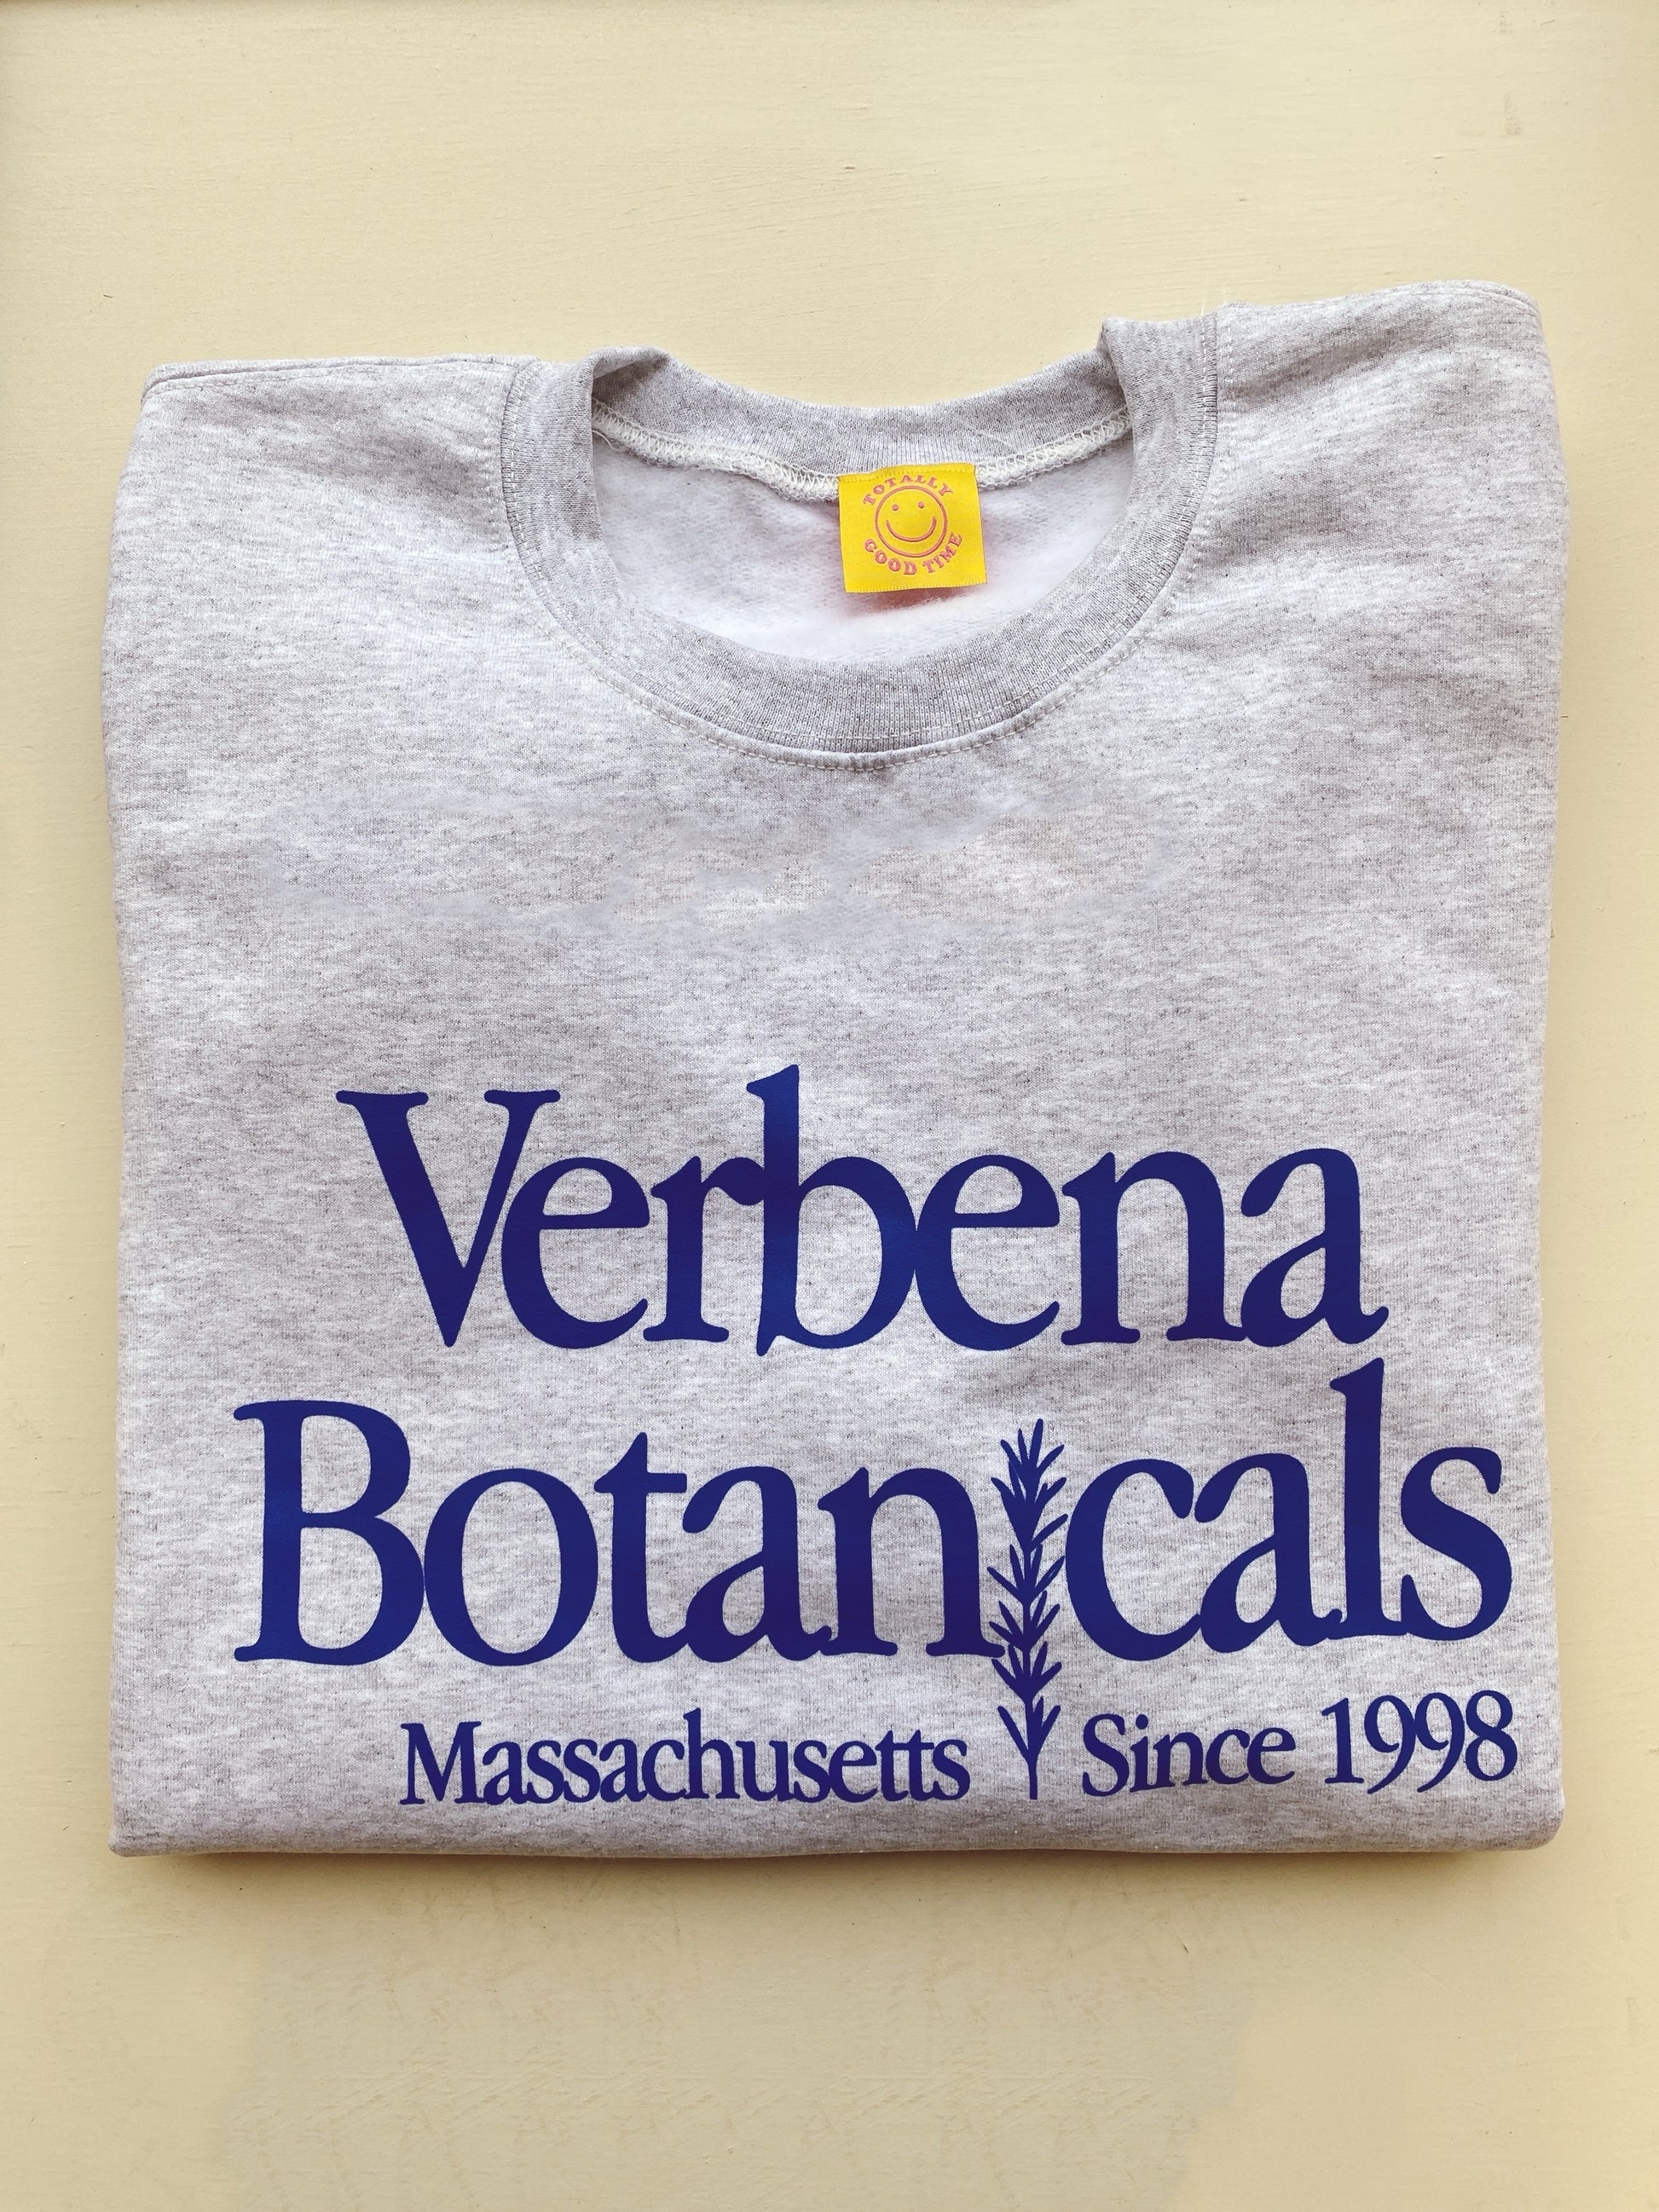 TOTALLY
GOOD TIME
Verbena
Botanicals
Massachusetts Since 1998